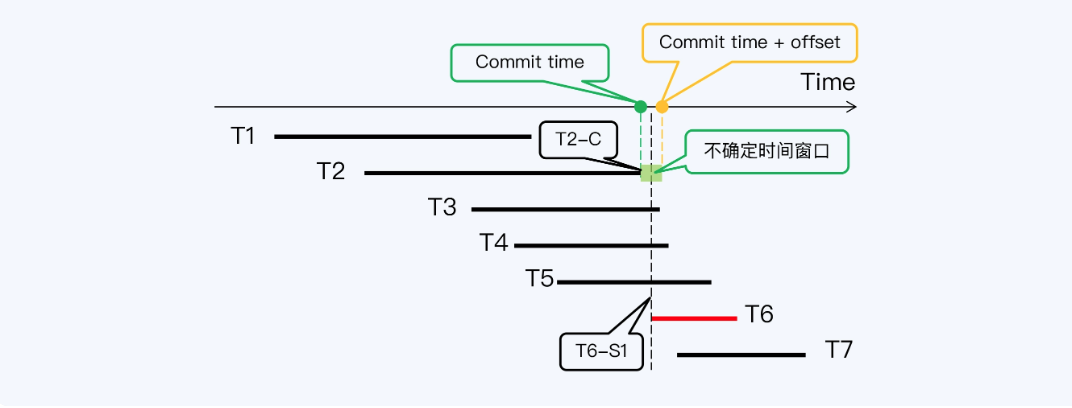 Commit time + offset
Commit time
Time
T1
T2-C
不确定时间窗口
T2
T3
T4
T5
T6
T6-S1
T7